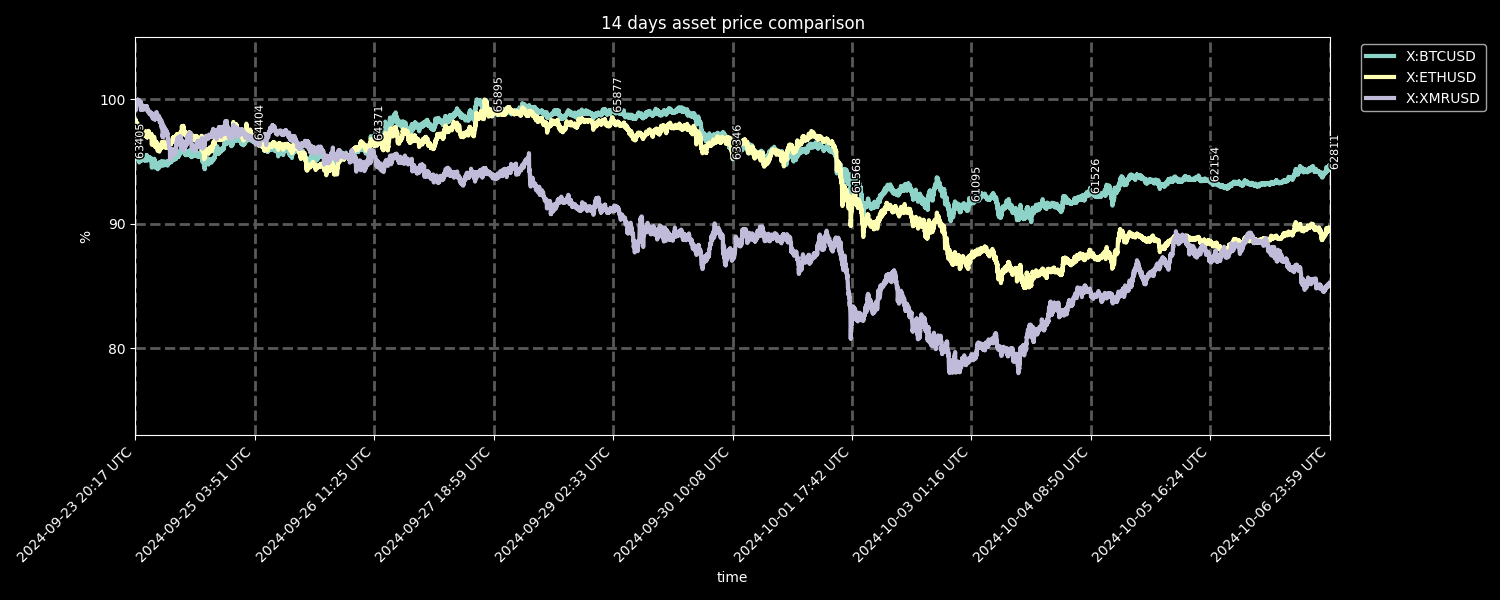 14 days asset price comparison
X:BTCUSD
X:ETHUSD
X:XMRUSD
%
100
90
80
63405
64404
64371
65895
65877
63346
61568
61095
61526
62154
62811
2024-09-23 20:17 UTC
2024-09-25 03:51 UTC
2024-09-26 11:25 UTC
2024-09-27 18:59 UTC
2024-09-29 02:33 UTC
2024-09-30 10:08 UTC
2024-10-01 17:42 UTC
2024-10-03 01:16 UTC
2024-10-04 08:50 UTC
2024-10-05 16:24 UTC
2024-10-06 23:59 UTC
time